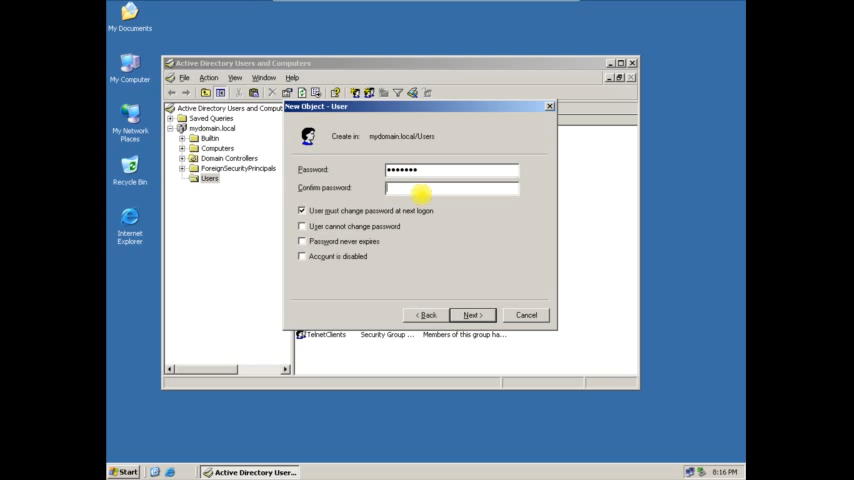 My Documents
My Computer
My Network
Places
Recycle Bin
Internet
Explorer
Active Directory Users and Computers
File Action View Window Help
Active Directory Users and Comput
Saved Queries
mydomain.local
Builtin
Computers
Domain Controllers
ForeignSecurityPrincipals
Users
New Object - User
Create in: mydomain.local/Users
Password: •••••••
Confirm password:
User must change password at next logon
User cannot change password
Password never expires
Account is disabled
< Back Next > Cancel
TelnetClients Security Group ... Members of this group ha...
Start Active Directory User... 8:16 PM